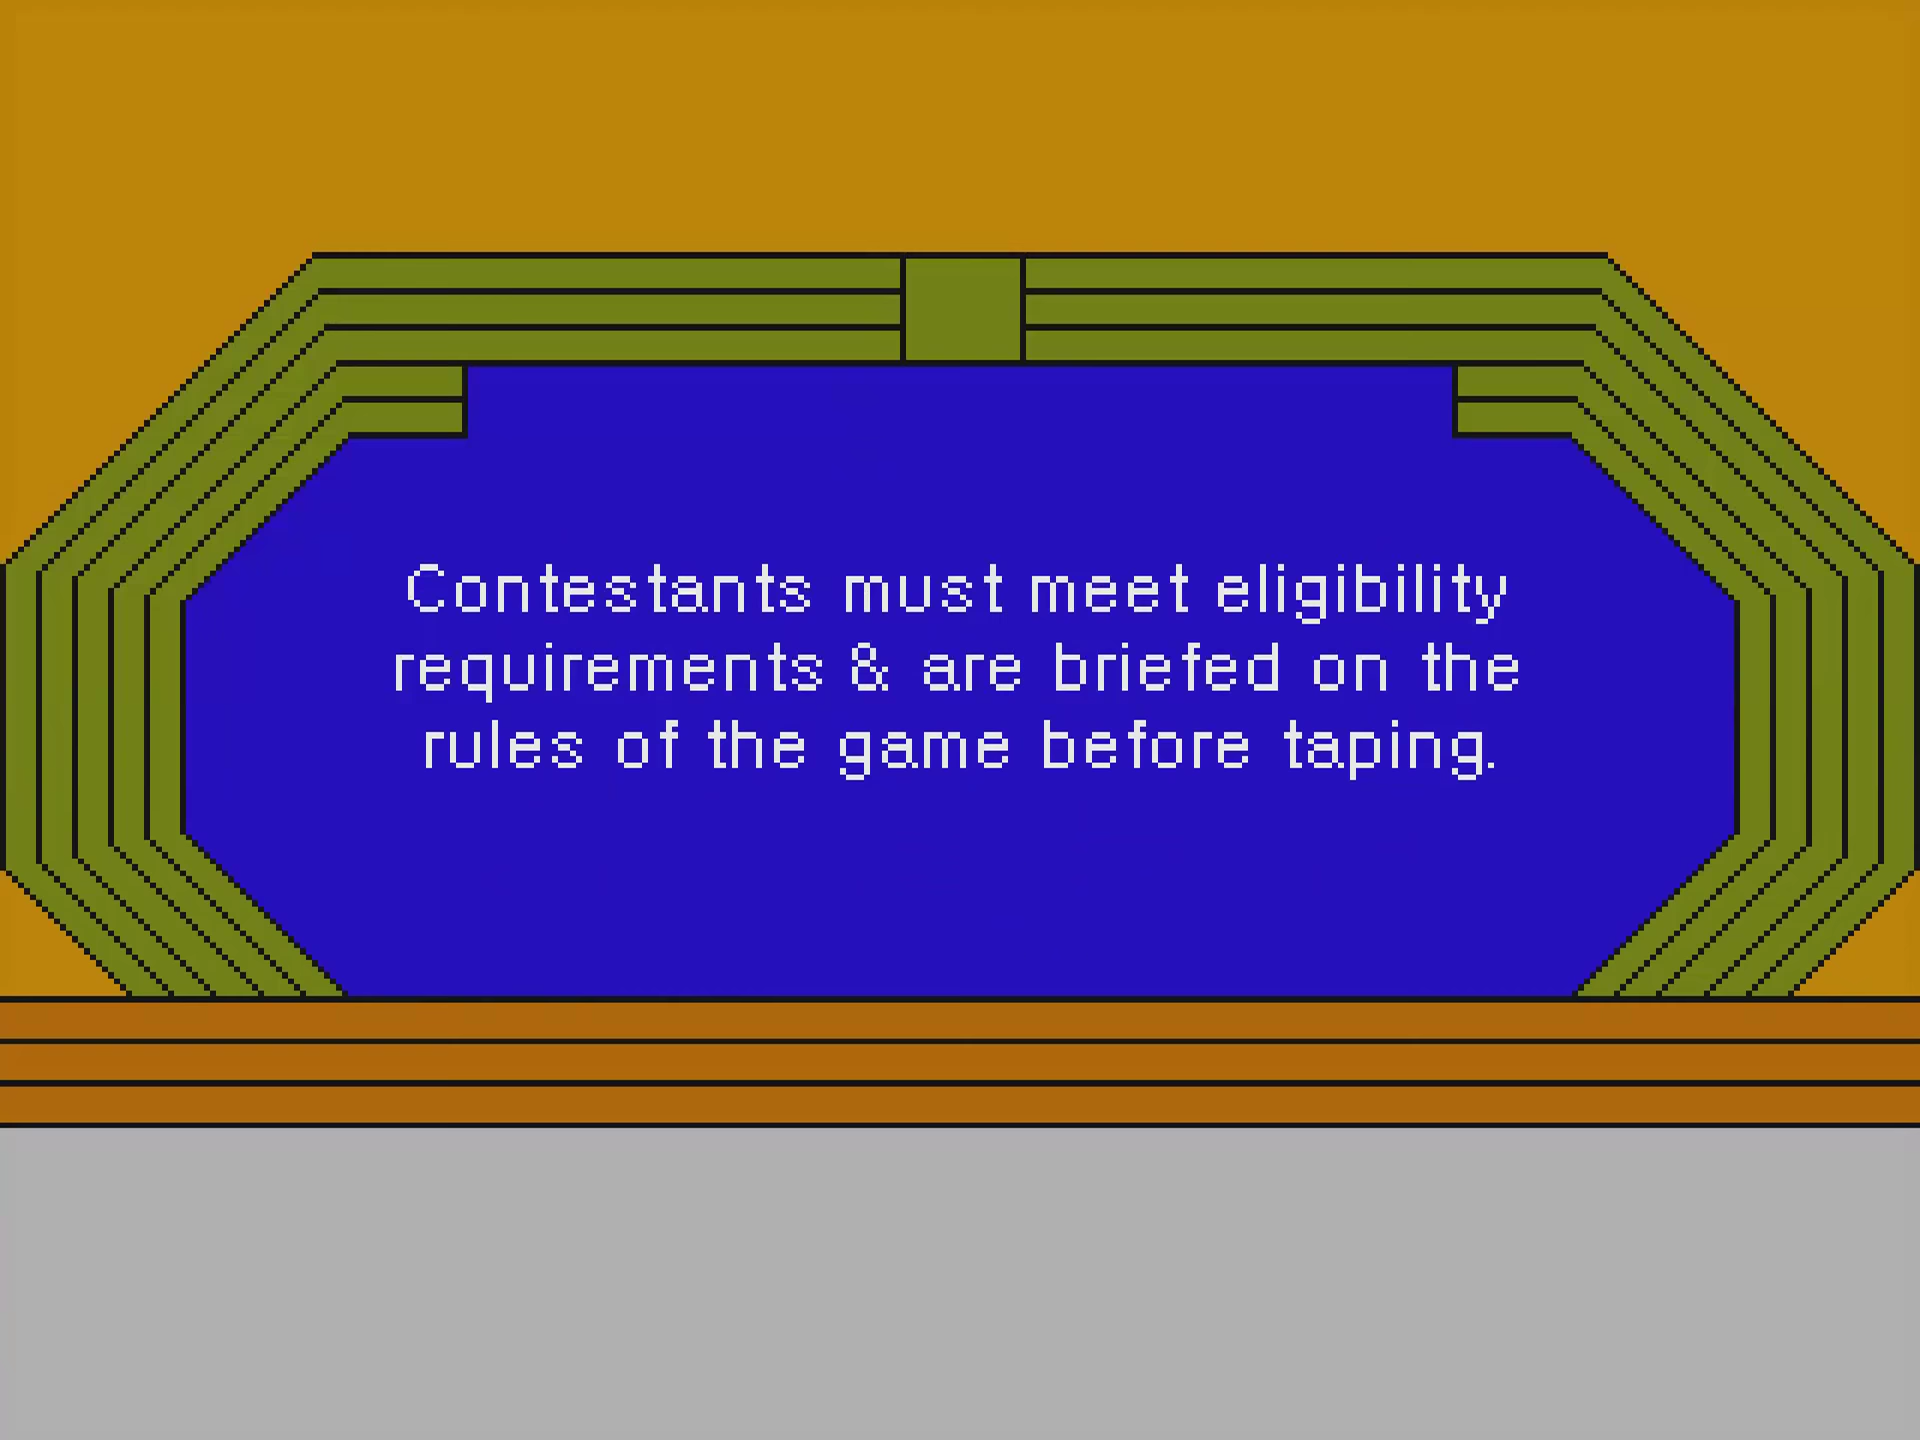 Contestants must meet eligibility
requirements & are briefed on the
rules of the game before taping.